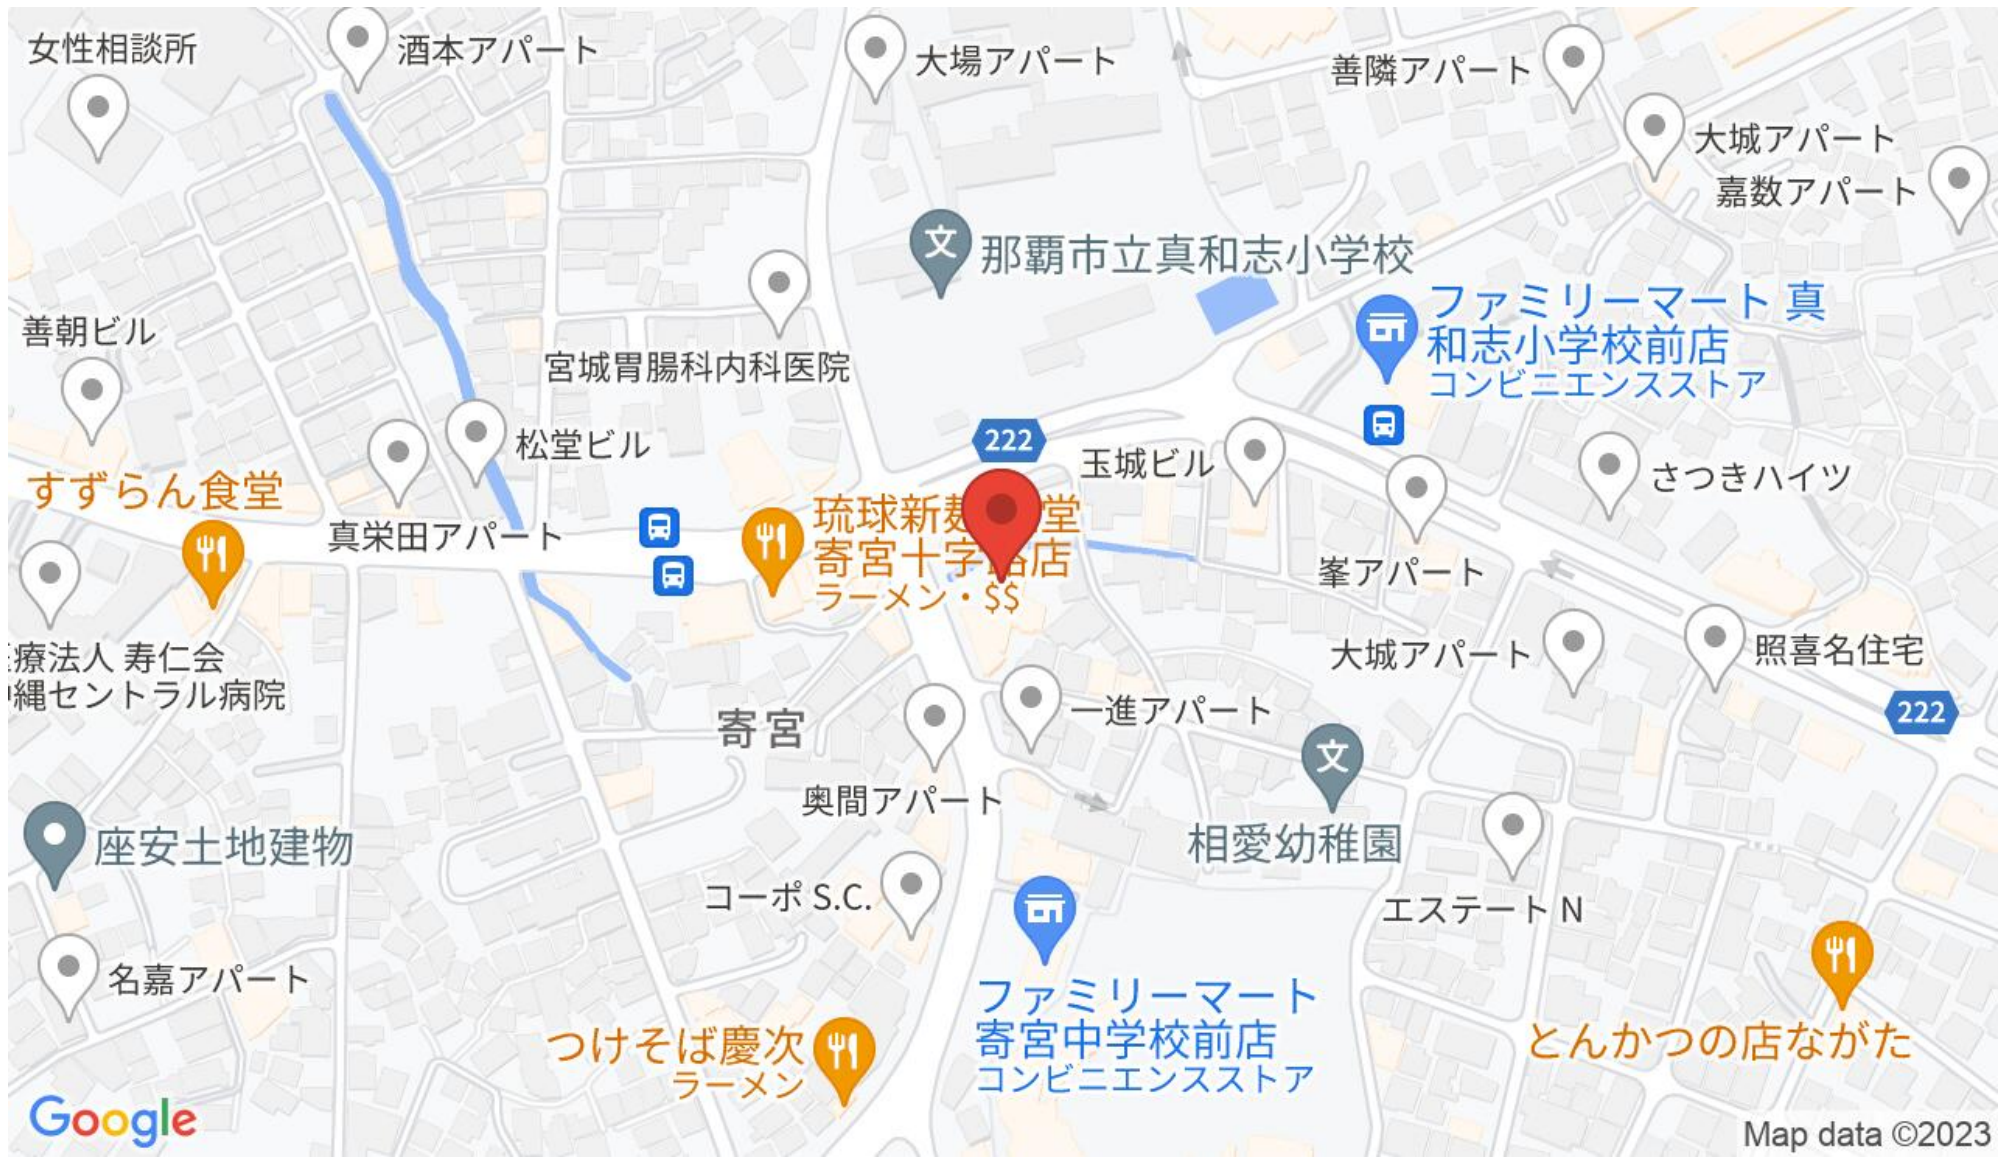 女性相談所
酒本アパート
大場アパート
善隣アパート
大城アパート
嘉数アパート
文
那覇市立真和志小学校
ファミリーマート 真
和志小学校前店
コンビニエンスストア
善朝ビル
宮城胃腸科内科医院
松堂ビル
222
玉城ビル
さつきハイツ
すずらん食堂
真栄田アパート
琉球新
堂
寄宮十字路店
ラーメン・$$
峯アパート
療法人 寿仁会
縄セントラル病院
大城アパート
照喜名住宅
222
寄宮
一進アパート
文
奥間アパート
相愛幼稚園
座安土地建物
コーポ S.C.
エステート N
名嘉アパート
ファミリーマート
寄宮中学校前店
コンビニエンスストア
つけそば慶次
ラーメン
とんかつの店ながた
Google
Map data ©2023